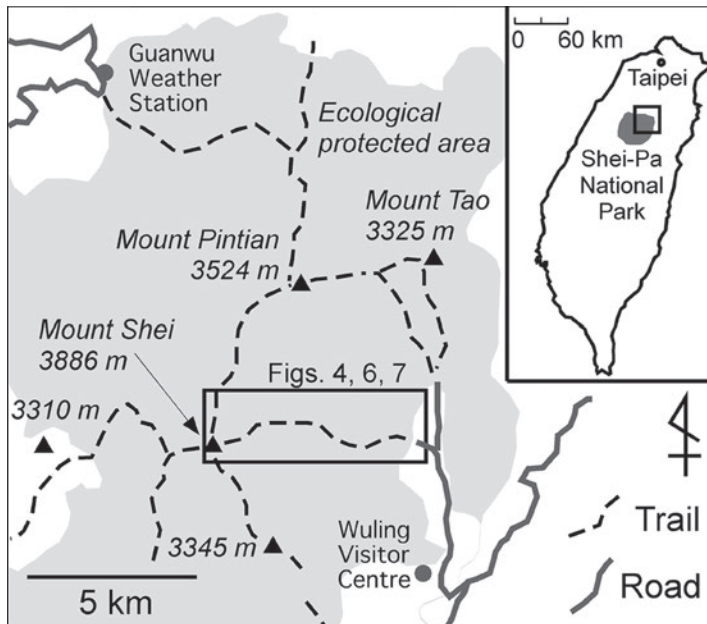 Guanwu
Weather
Station
Ecological
protected area
Mount Tao
3325 m
Mount Pintian
3524 m
Mount Shei
3886 m
Figs. 4, 6, 7
3310 m
3345 m
Wuling
Visitor
Centre
5 km
0 60 km
Taipei
Shei-Pa
National
Park
Trail
Road